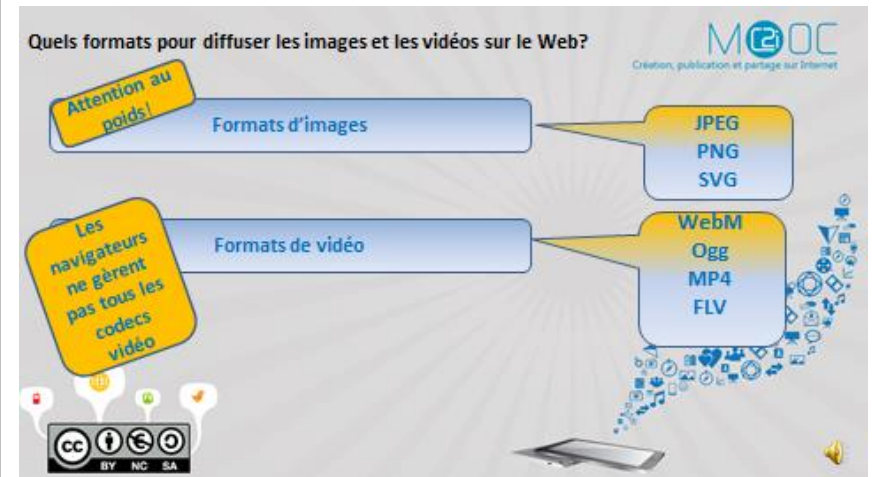 Quels formats pour diffuser les images et les vidéos sur le Web?
M@OC
Création, publication et partage sur Internet
Attention au
poids!
Formats d'images
JPEG
PNG
SVG
Les
navigateurs
ne gèrent
pas tous les
codecs
vidéo
Formats de vidéo
WebM
Ogg
MP4
FLV
cc
BY NC SA